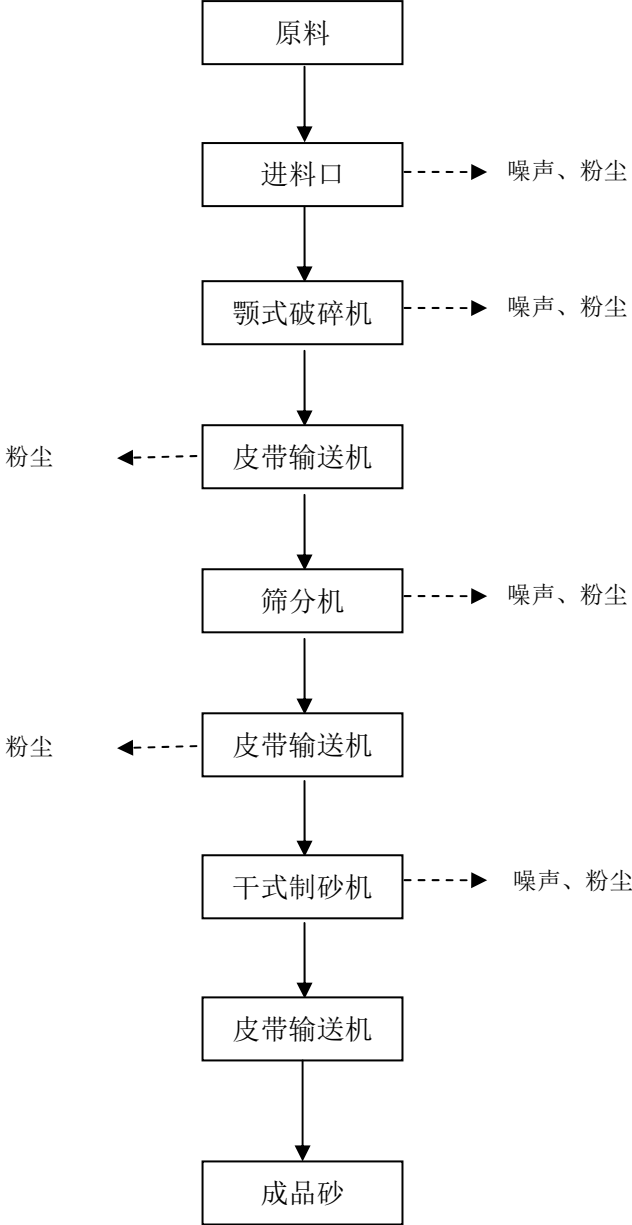 原料
进料口
噪声、粉尘
颚式破碎机
噪声、粉尘
粉尘
皮带输送机
筛分机
噪声、粉尘
粉尘
皮带输送机
干式制砂机
噪声、粉尘
皮带输送机
成品砂